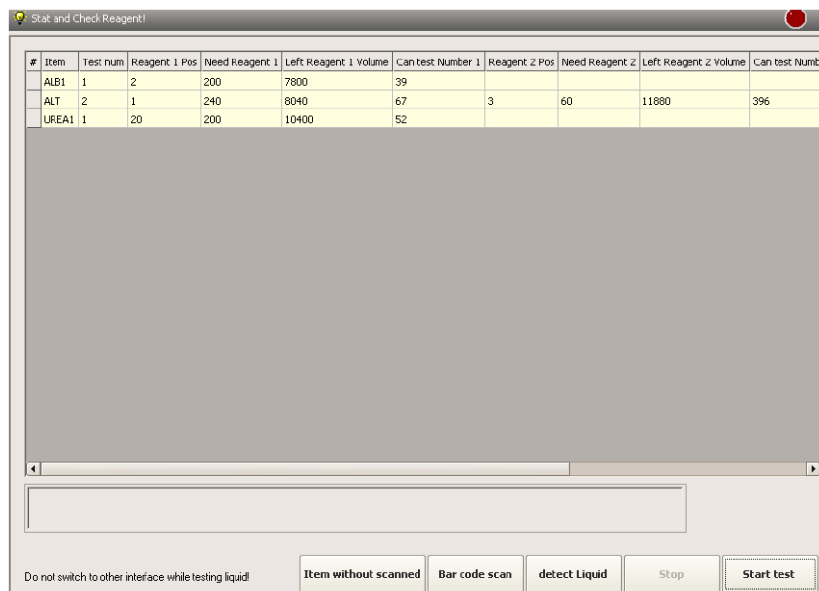 Stat and Check Reagent!
# Item Test num Reagent 1 Pos Need Reagent 1 Left Reagent 1 Volume Can test Number 1 Reagent 2 Pos Need Reagent 2 Left Reagent 2 Volume Can test Numb
ALB1 1 2 200 7800 39
ALT 2 1 240 8040 67 3 60 11880 396
UREA1 1 20 200 10400 52
Do not switch to other interface while testing liquid! Item without scanned Bar code scan detect Liquid Stop Start test